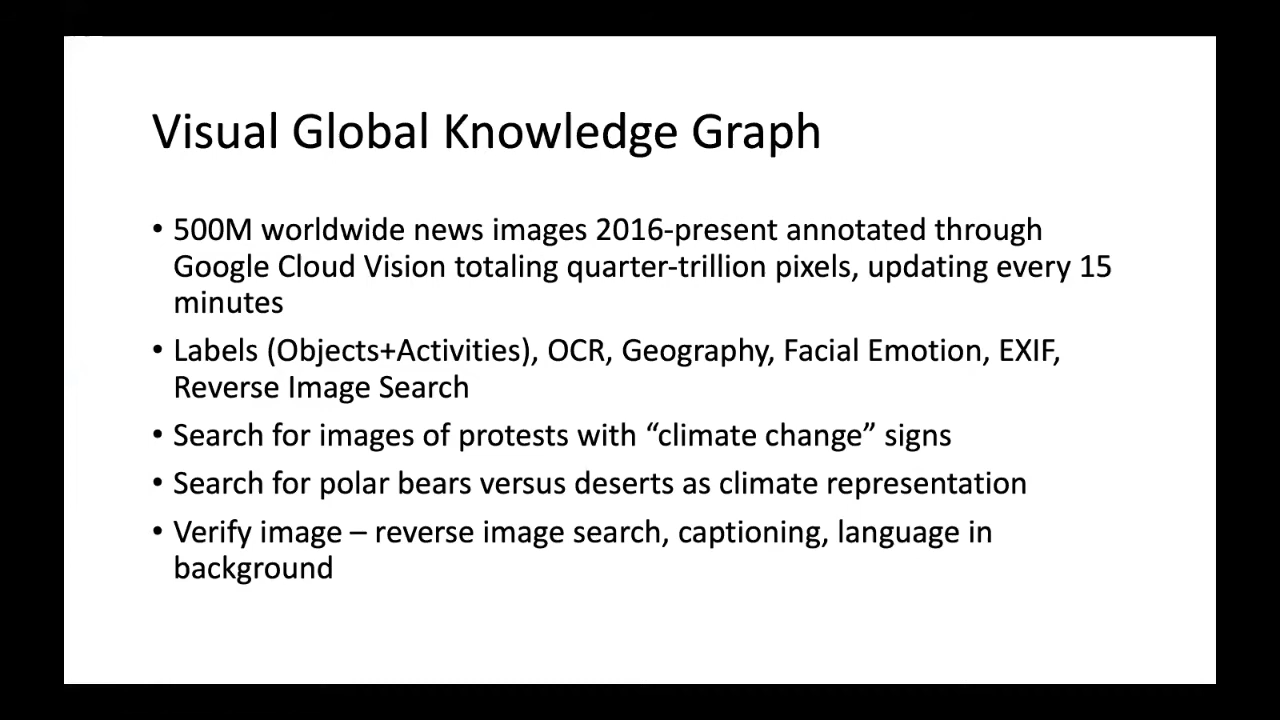 Visual Global Knowledge Graph
• 500M worldwide news images 2016-present annotated through
Google Cloud Vision totaling quarter-trillion pixels, updating every 15
minutes
• Labels (Objects+Activities), OCR, Geography, Facial Emotion, EXIF,
Reverse Image Search
• Search for images of protests with “climate change” signs
• Search for polar bears versus deserts as climate representation
• Verify image – reverse image search, captioning, language in
background